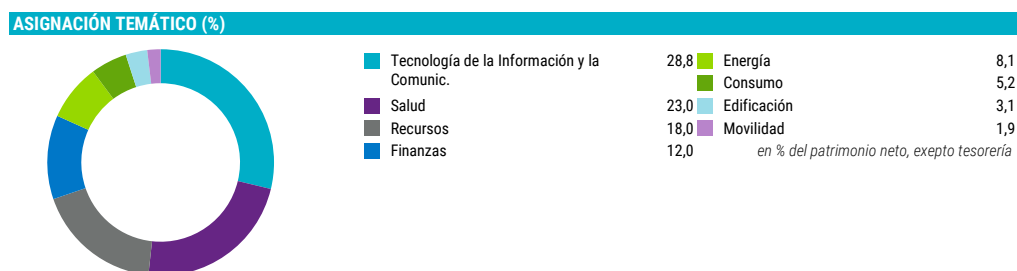 ASIGNACIÓN TEMÁTICO (%)
Tecnología de la Información y la Comunic. 28,8
Salud 23,0
Recursos 18,0
Finanzas 12,0
Energía 8,1
Consumo 5,2
Edificación 3,1
Movilidad 1,9
en % del patrimonio neto, exepto tesorería